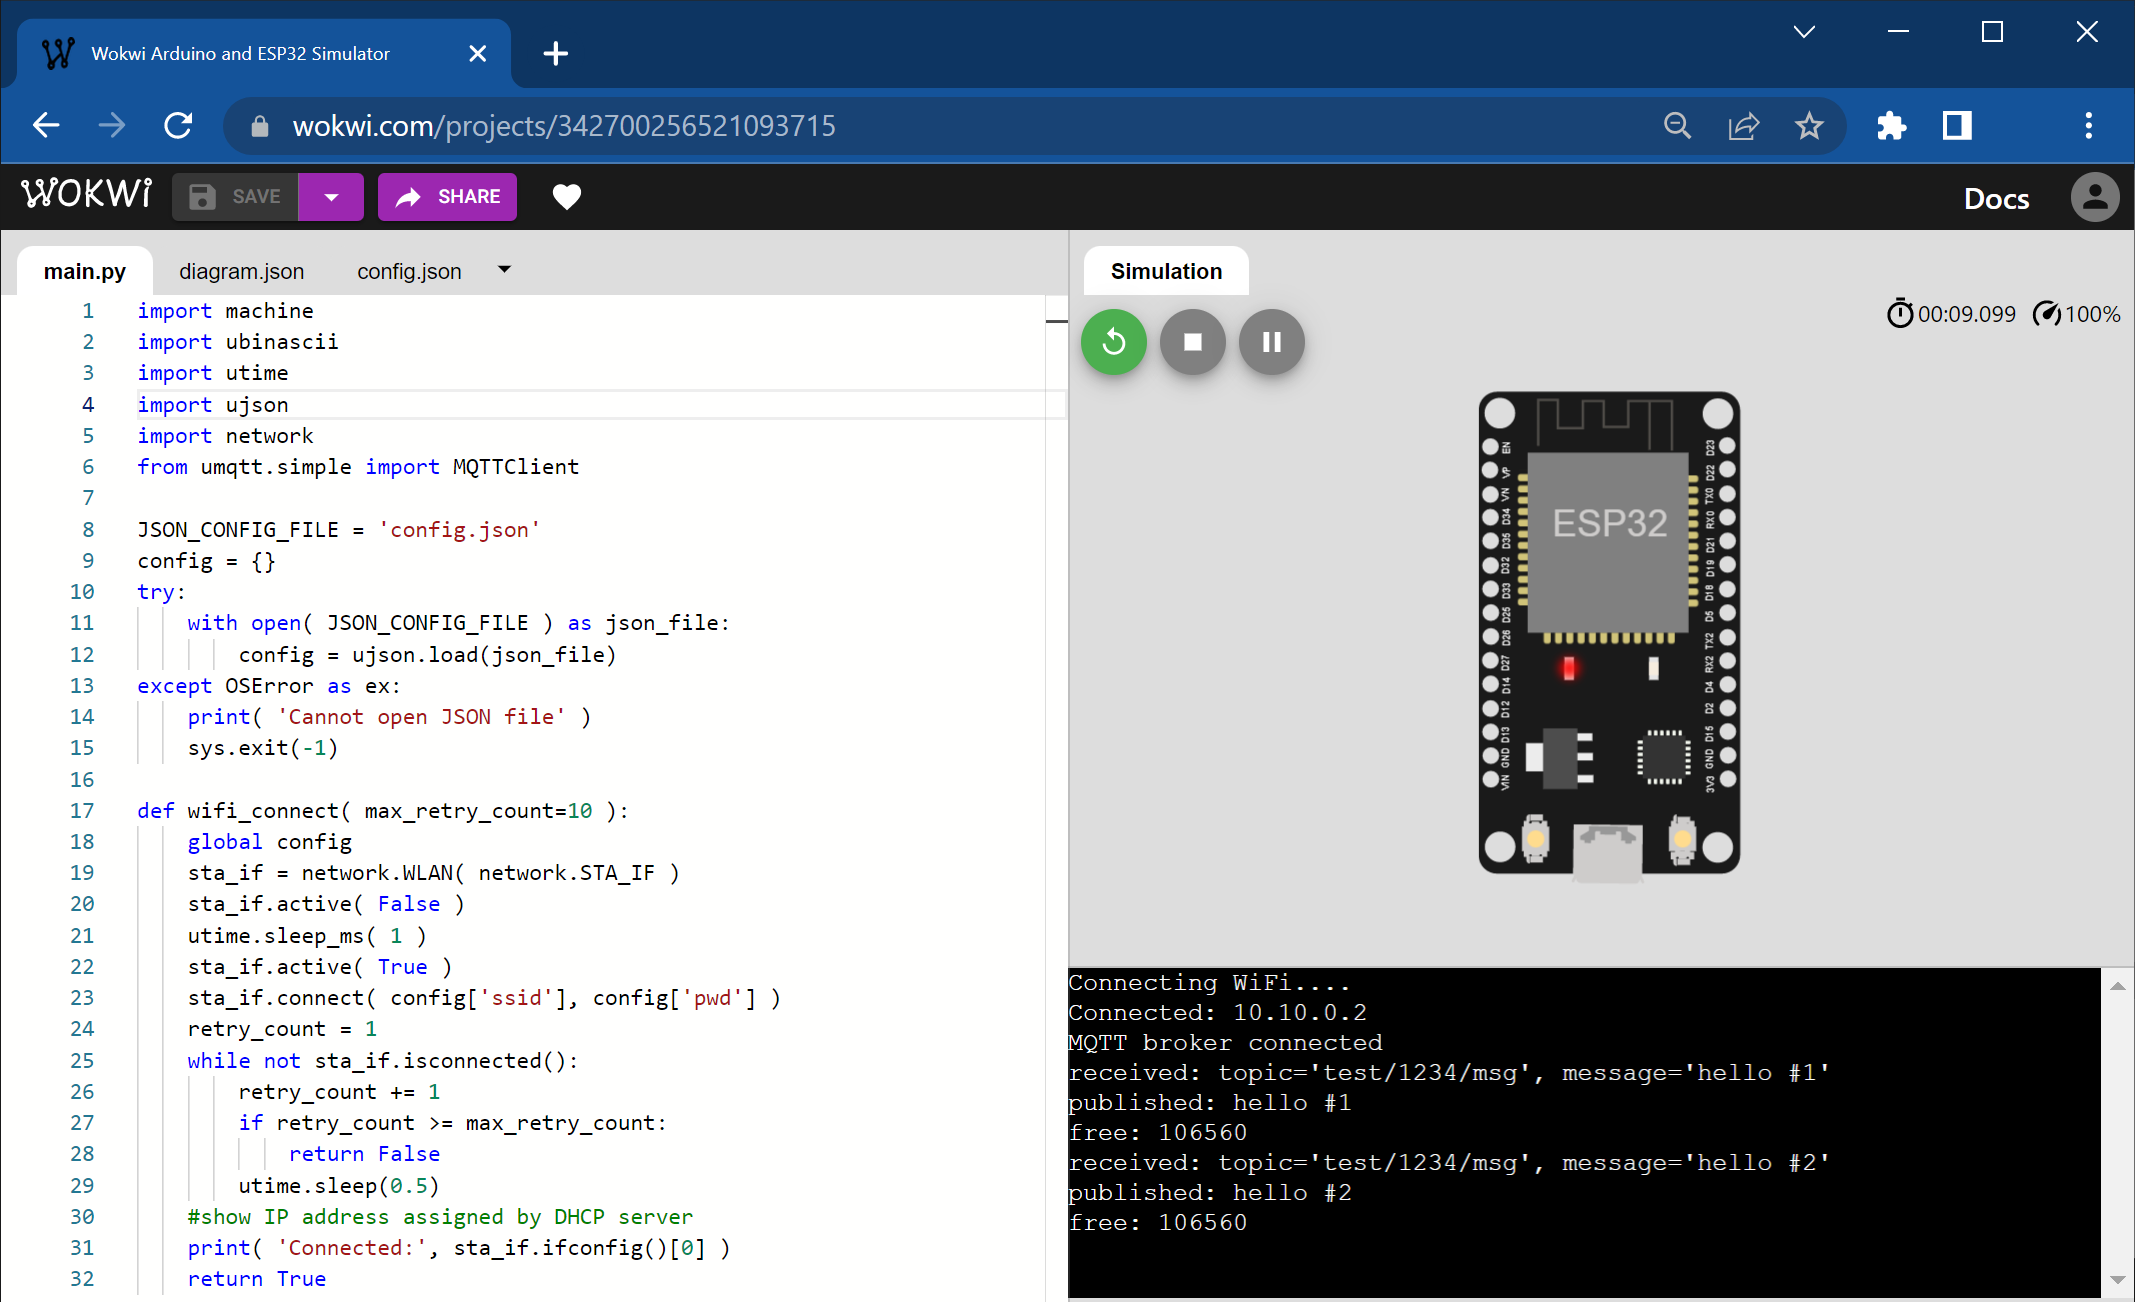 Wokwi Arduino and ESP32 Simulator
wokwi.com/projects/342700256521093715
WOKWi
SAVE
SHARE
Docs
main.py
diagram.json
config.json
1 import machine
2 import ubinascii
3 import utime
4 import ujson
5 import network
6 from umqtt.simple import MQTTClient
7
8 JSON_CONFIG_FILE = 'config.json'
9 config = {}
10 try:
11     with open( JSON_CONFIG_FILE ) as json_file:
12         config = ujson.load(json_file)
13 except OSError as ex:
14     print( 'Cannot open JSON file' )
15     sys.exit(-1)
16
17 def wifi_connect( max_retry_count=10 ):
18     global config
19     sta_if = network.WLAN( network.STA_IF )
20     sta_if.active( False )
21     utime.sleep_ms( 1 )
22     sta_if.active( True )
23     sta_if.connect( config['ssid'], config['pwd'] )
24     retry_count = 1
25     while not sta_if.isconnected():
26         retry_count += 1
27         if retry_count >= max_retry_count:
28             return False
29         utime.sleep(0.5)
30     #show IP address assigned by DHCP server
31     print( 'Connected:', sta_if.ifconfig()[0] )
32     return True
Simulation
00:09.099
100%
ESP32
EN
VP
VN
D34
D35
D32
D33
D25
D26
D27
D14
D12
D13
GND
VIN
D23
D22
TX0
RX0
D21
D19
D18
D5
TX2
RX2
D4
D2
D15
GND
3V3
Connecting WiFi....
Connected: 10.10.0.2
MQTT broker connected
received: topic='test/1234/msg', message='hello #1'
published: hello #1
free: 106560
received: topic='test/1234/msg', message='hello #2'
published: hello #2
free: 106560